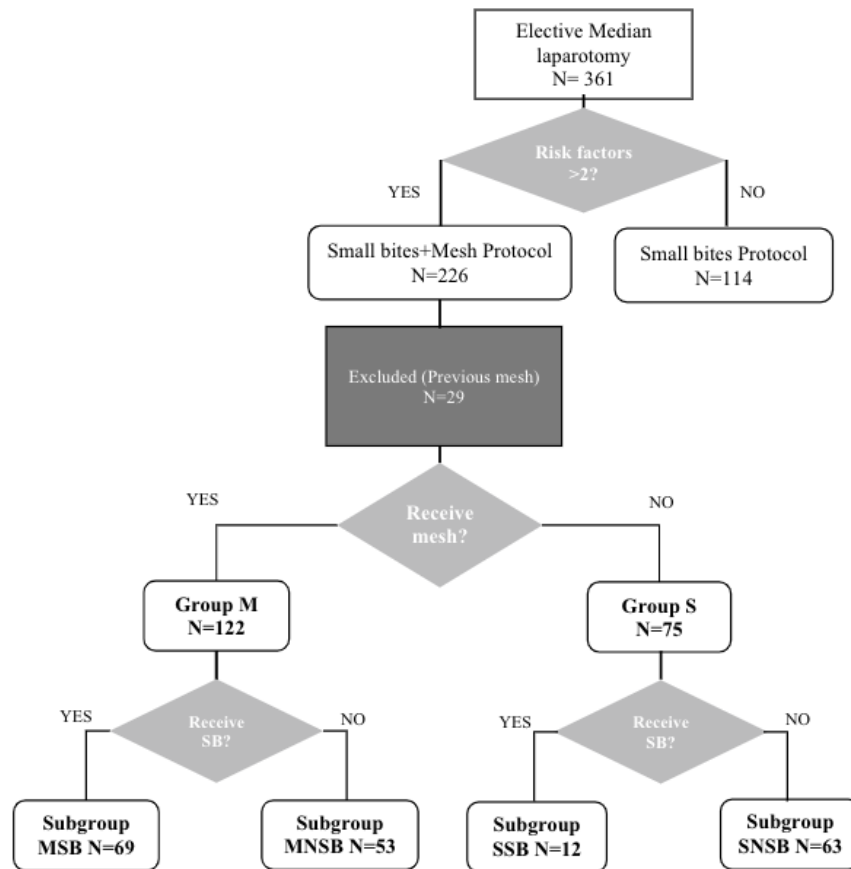 Elective Median
laparotomy
N= 361
Risk factors
>2?
YES
NO
Small bites+Mesh Protocol
N=226
Small bites Protocol
N=114
Excluded (Previous mesh)
N=29
YES
NO
Receive
mesh?
Group M
N=122
Group S
N=75
YES
NO
Receive
SB?
YES
NO
Receive
SB?
Subgroup
MSB N=69
Subgroup
MNSB N=53
Subgroup
SSB N=12
Subgroup
SNSB N=63